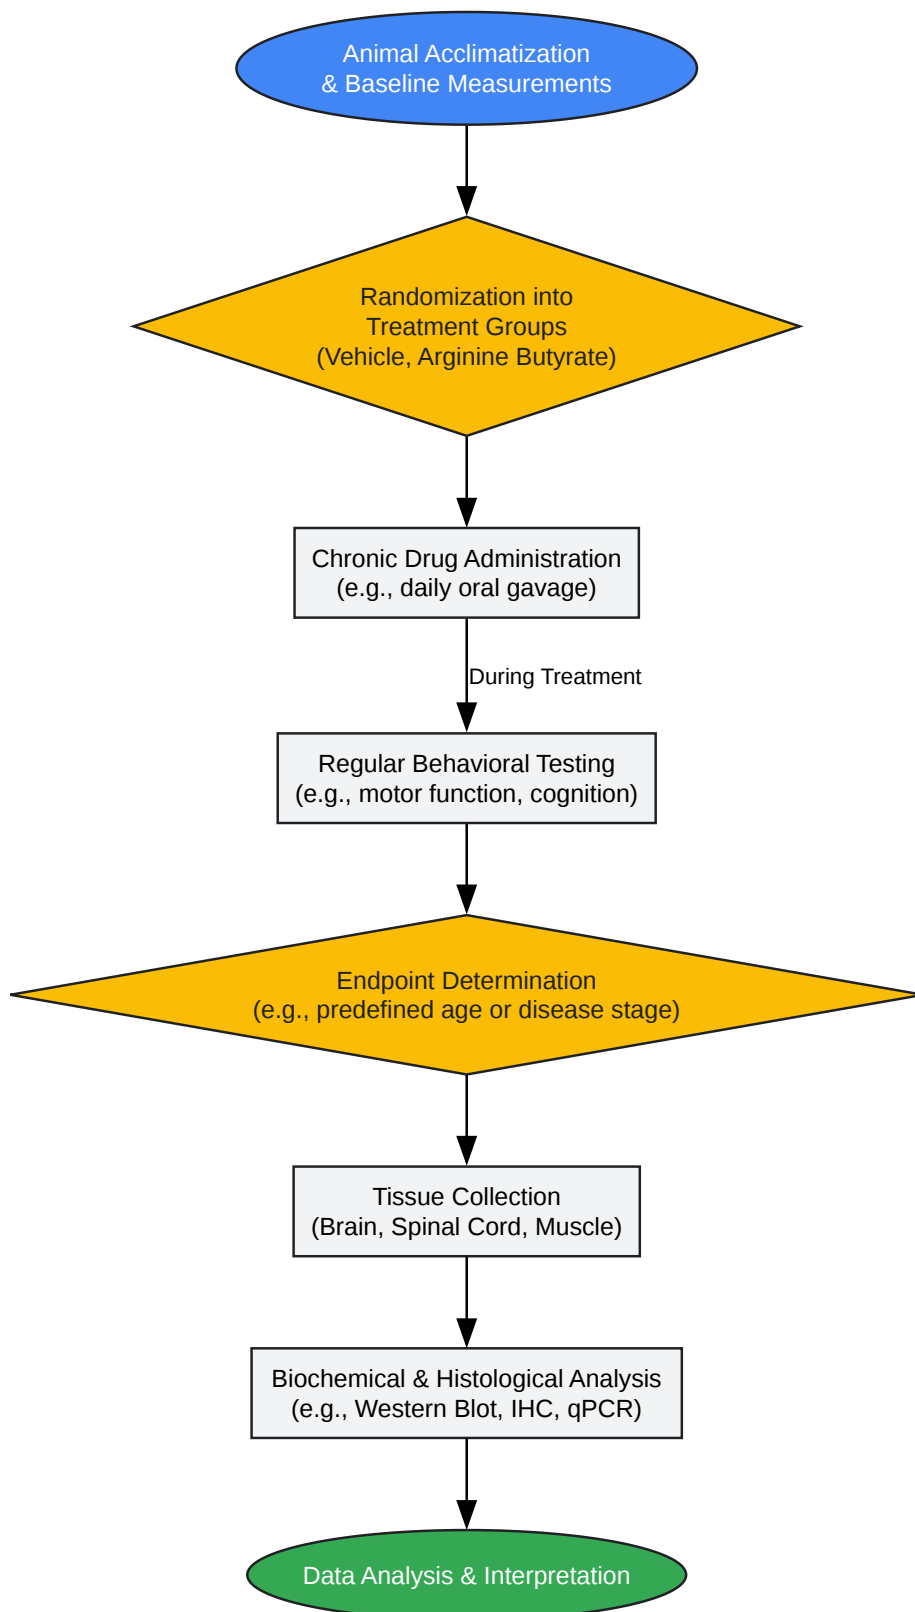 Animal Acclimatization
& Baseline Measurements
Randomization into
Treatment Groups
(Vehicle, Arginine Butyrate)
Chronic Drug Administration
(e.g., daily oral gavage)
During Treatment
Regular Behavioral Testing
(e.g., motor function, cognition)
Endpoint Determination
(e.g., predefined age or disease stage)
Tissue Collection
(Brain, Spinal Cord, Muscle)
Biochemical & Histological Analysis
(e.g., Western Blot, IHC, qPCR)
Data Analysis & Interpretation